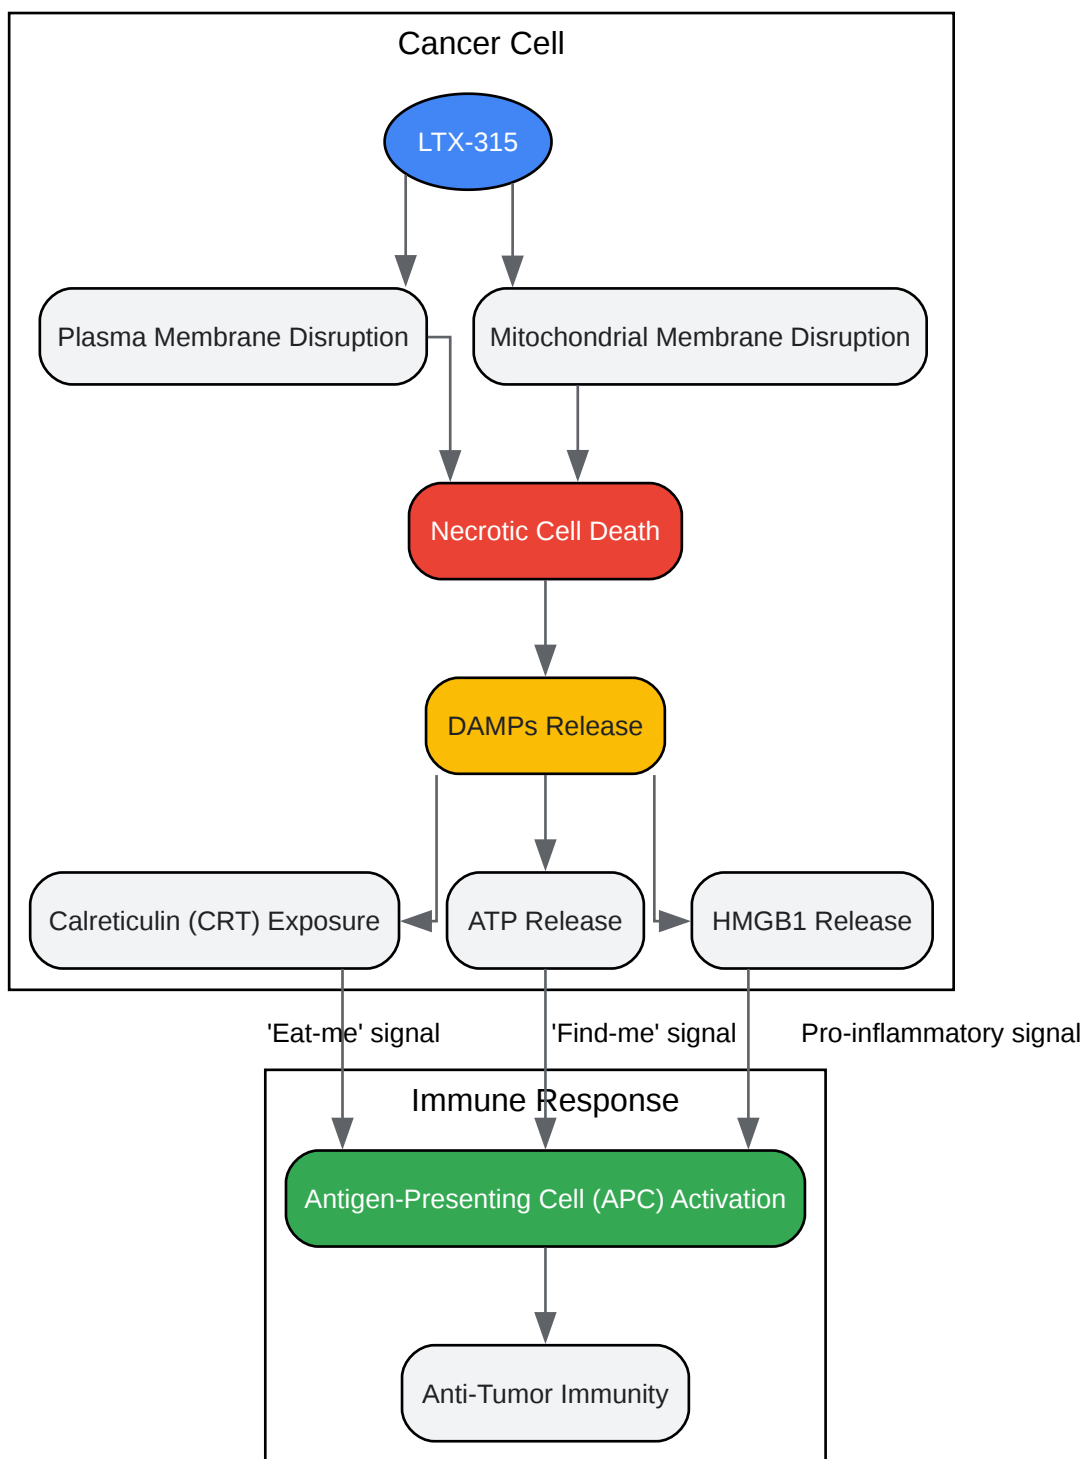 Cancer Cell
LTX-315
Plasma Membrane Disruption
Mitochondrial Membrane Disruption
Necrotic Cell Death
DAMPs Release
Calreticulin (CRT) Exposure
ATP Release
HMGB1 Release
'Eat-me' signal
'Find-me' signal
Pro-inflammatory signal
Immune Response
Antigen-Presenting Cell (APC) Activation
Anti-Tumor Immunity